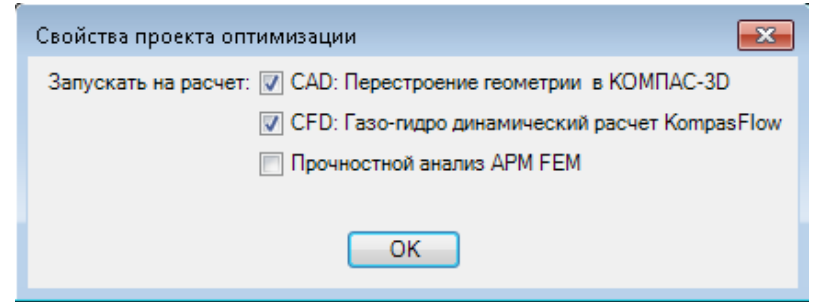 Свойства проекта оптимизации
Запускать на расчет: CAD: Перестроение геометрии в КОМПАС-3D
CFD: Газо-гидро динамический расчет KompasFlow
Прочностной анализ APM FEM
OK